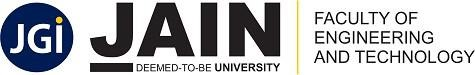 JGi
JAIN
DEEMED-TO-BE UNIVERSITY
FACULTY OF
ENGINEERING
AND TECHNOLOGY